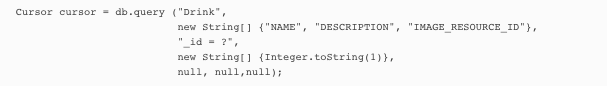 Cursor cursor = db.query ("Drink",
new String[] {"NAME", "DESCRIPTION", "IMAGE_RESOURCE_ID"},
"_id = ?",
new String[] {Integer.toString(1)},
null, null,null);